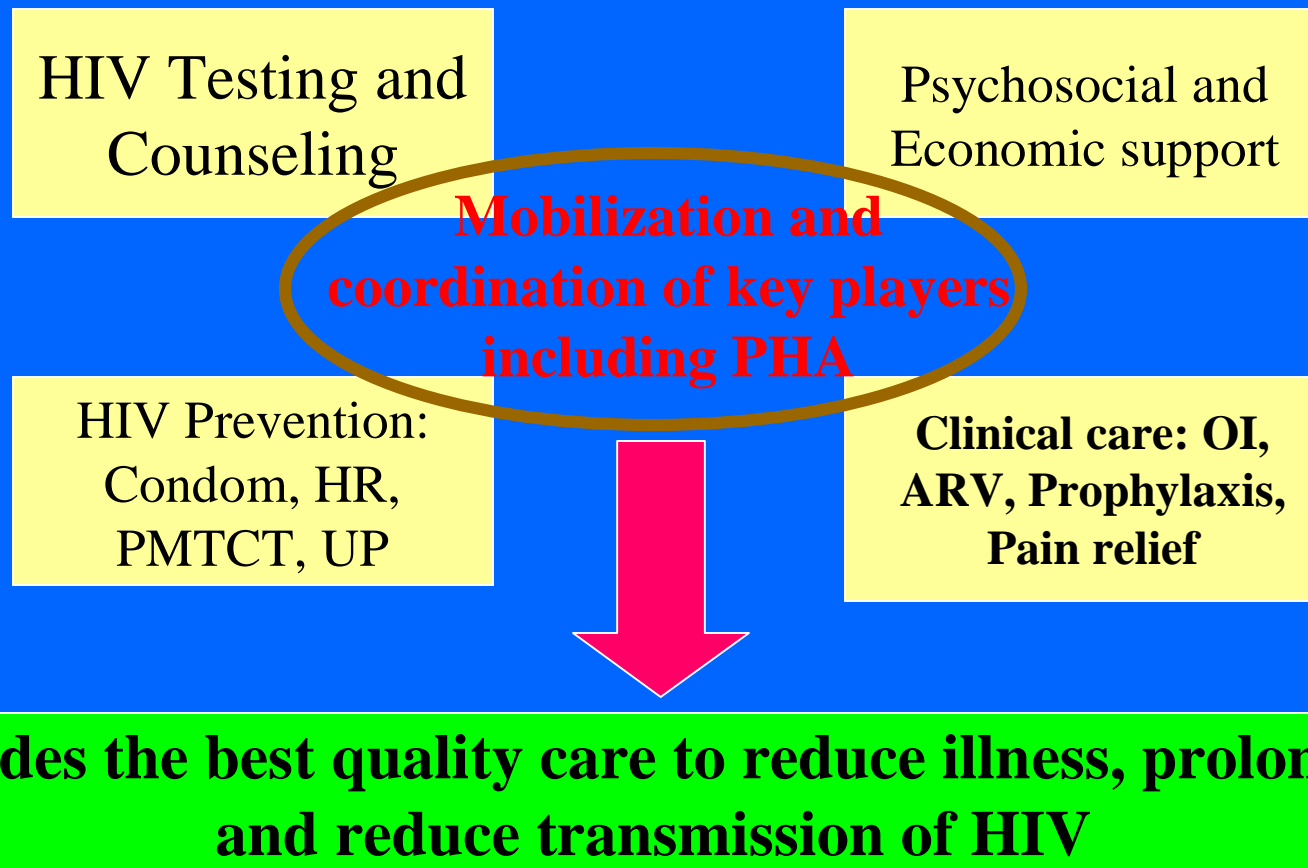 HIV Testing and
Counseling
Psychosocial and
Economic support
Mobilization and
coordination of key players
including PHA
HIV Prevention:
Condom, HR,
PMTCT, UP
Clinical care: OI,
ARV, Prophylaxis,
Pain relief
des the best quality care to reduce illness, prolon
and reduce transmission of HIV